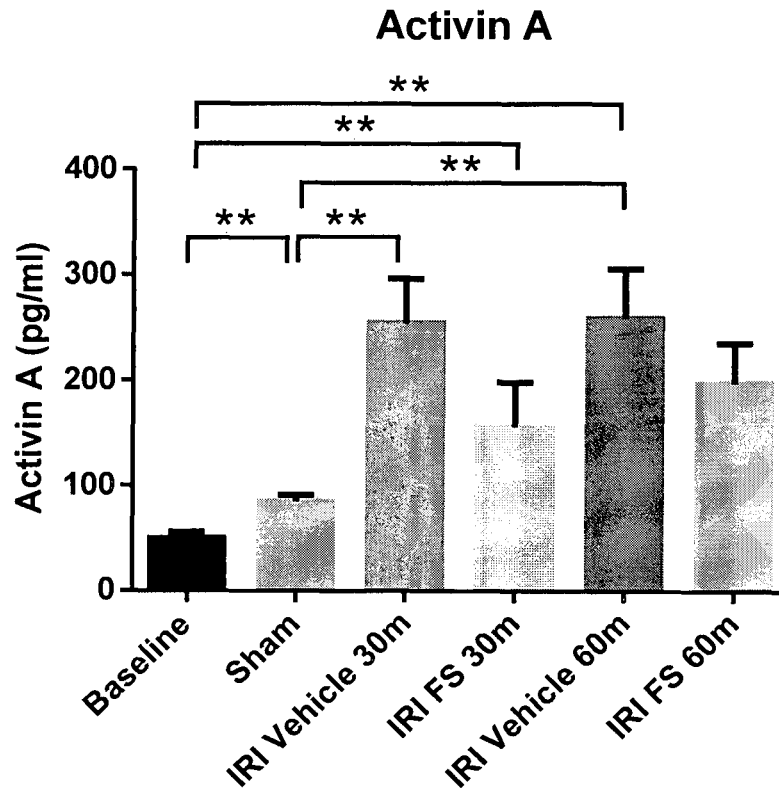 Activin A
**
**
**
** **
400
300
200
100
0
Activin A (pg/ml)
Baseline
Sham
IRI Vehicle 30m
IRI FS 30m
IRI Vehicle 60m
IRI FS 60m